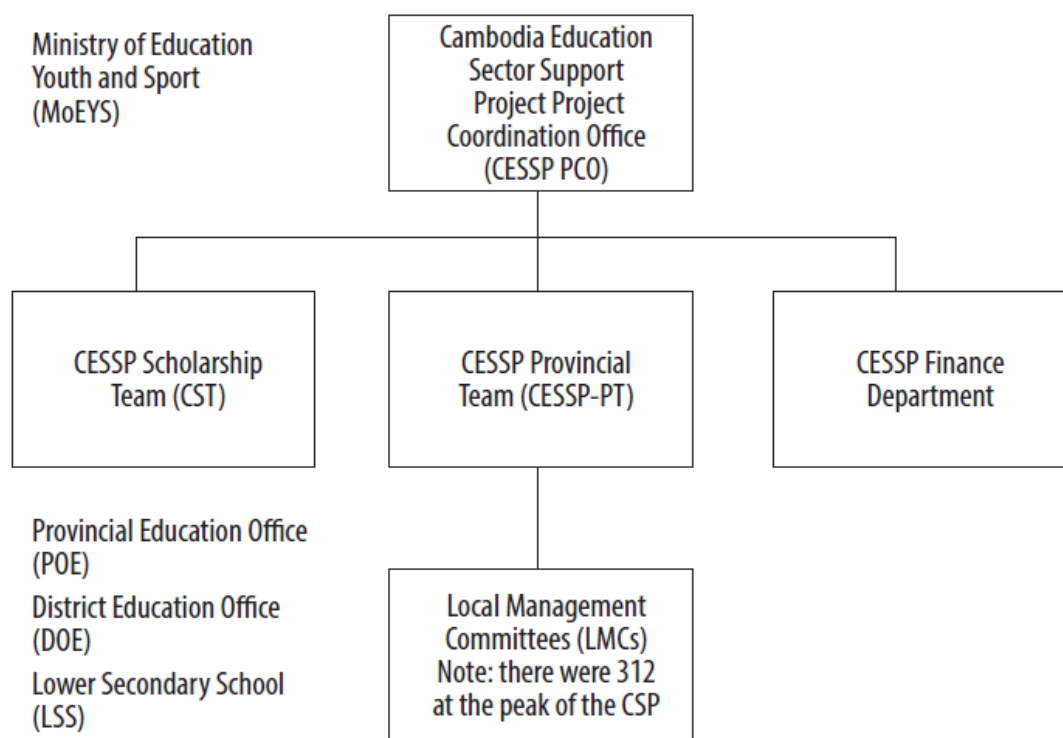 Ministry of Education
Youth and Sport
(MoEYS)
Cambodia Education
Sector Support
Project Project
Coordination Office
(CESSP PCO)
CESSP Scholarship
Team (CST)
CESSP Provincial
Team (CESSP-PT)
CESSP Finance
Department
Provincial Education Office
(POE)
District Education Office
(DOE)
Lower Secondary School
(LSS)
Local Management
Committees (LMCs)
Note: there were 312
at the peak of the CSP